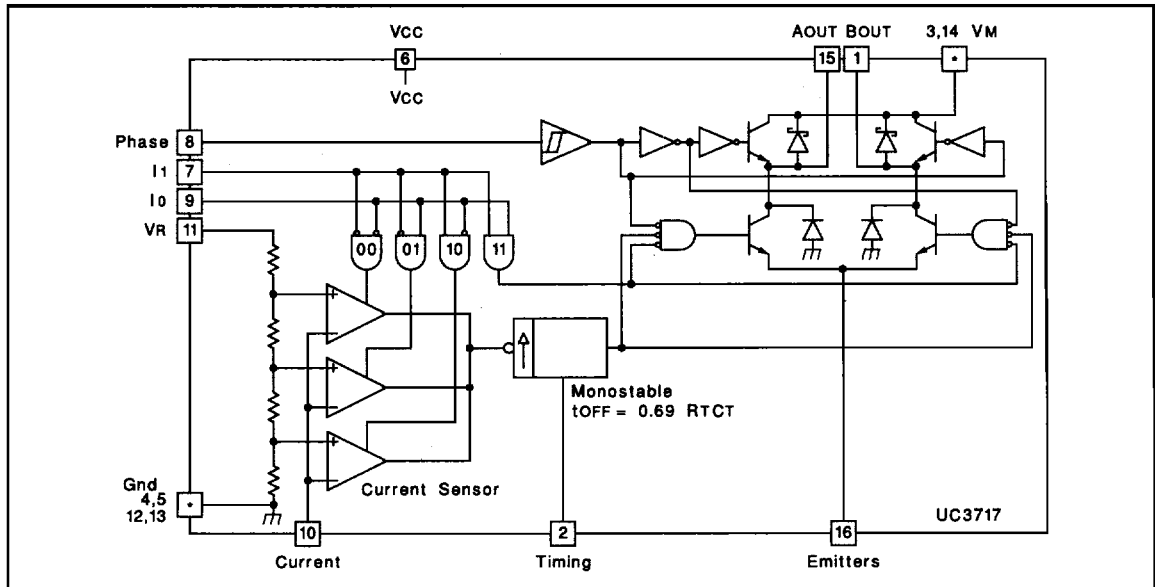 VCC
AOUT BOUT
3,14 VM
6
15
1
*
VCC
Phase
8
I1
7
I0
9
VR
11
00
01
10
11
+
−
+
−
+
−
Monostable
tOFF = 0.69 RTCT
Current Sensor
Gnd
4,5
12,13
*
10
2
16
UC3717
Current
Timing
Emitters